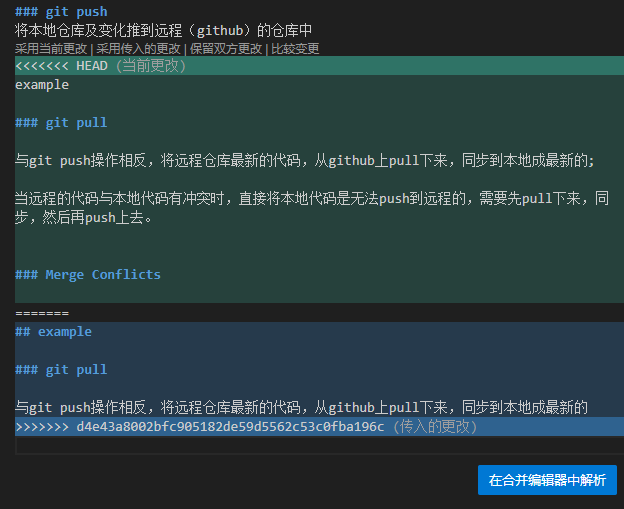 ### git push
将本地仓库及变化推到远程（github）的仓库中
采用当前更改 | 采用传入的更改 | 保留双方更改 | 比较变更
<<<<<<< HEAD (当前更改)
example
### git pull
与git push操作相反，将远程仓库最新的代码，从github上pull下来，同步到本地成最新的;
当远程的代码与本地代码有冲突时，直接将本地代码是无法push到远程的，需要先pull下来，同
步，然后再push上去。
### Merge Conflicts
=======
## example
### git pull
与git push操作相反，将远程仓库最新的代码，从github上pull下来，同步到本地成最新的
>>>>>>> d4e43a8002bfc905182de59d5562c53c0fba196c (传入的更改)
在合并编辑器中解析